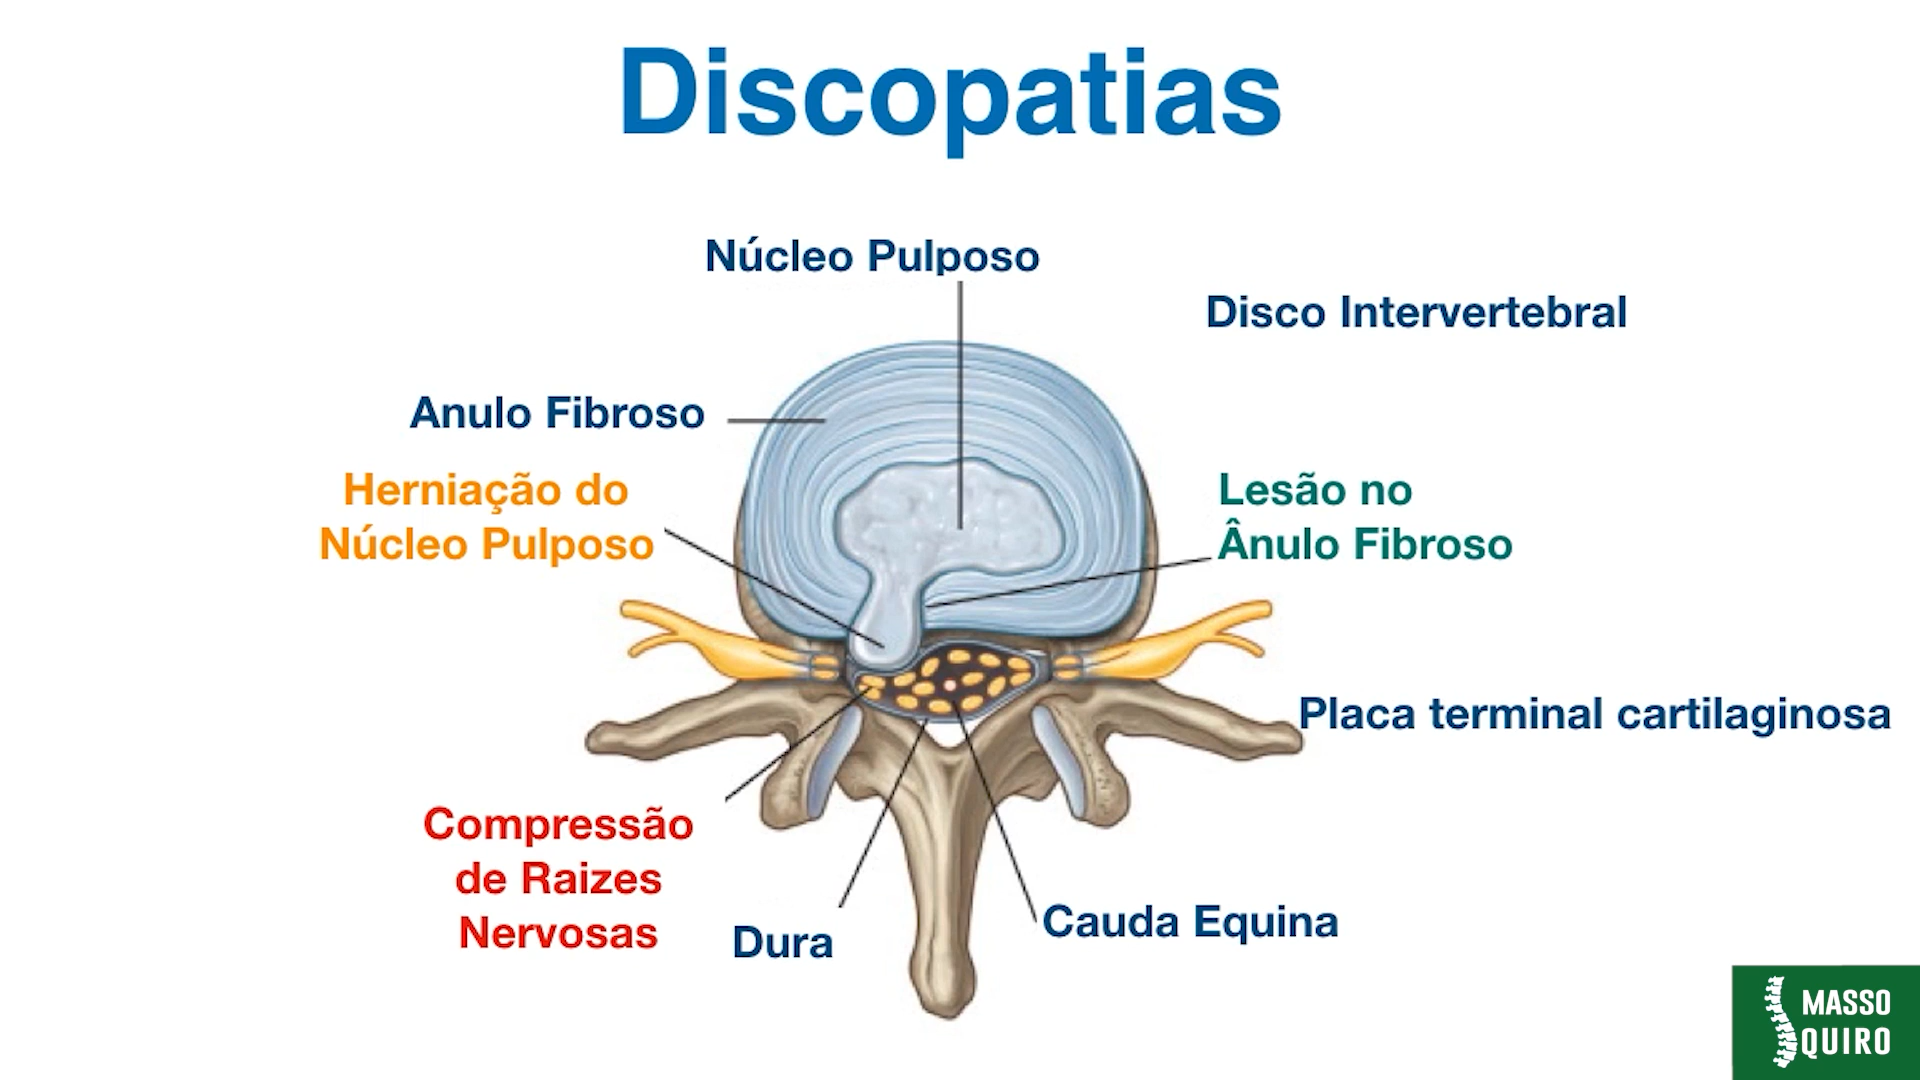 Discopatias
Núcleo Pulposo
Disco Intervertebral
Anulo Fibroso
Herniação do
Núcleo Pulposo
Lesão no
Ânulo Fibroso
Placa terminal cartilaginosa
Compressão
de Raizes
Nervosas
Dura
Cauda Equina
MASSO
QUIRO